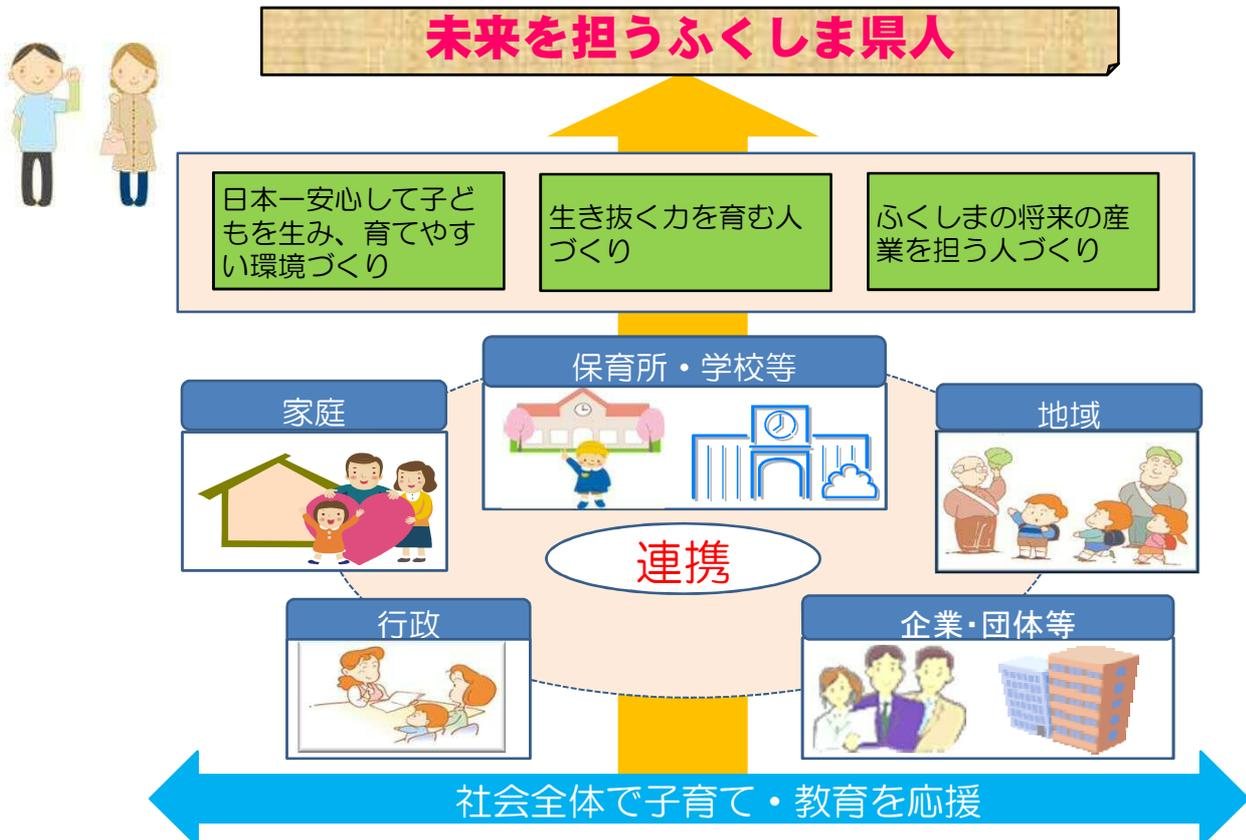 未来を担うふくしま県人
日本一安心して子ど
もを生み、育てやす
い環境づくり
生き抜く力を育む人
づくり
ふくしまの将来の産
業を担う人づくり
保育所・学校等
家庭
地域
連携
行政
企業・団体等
社会全体で子育て・教育を応援